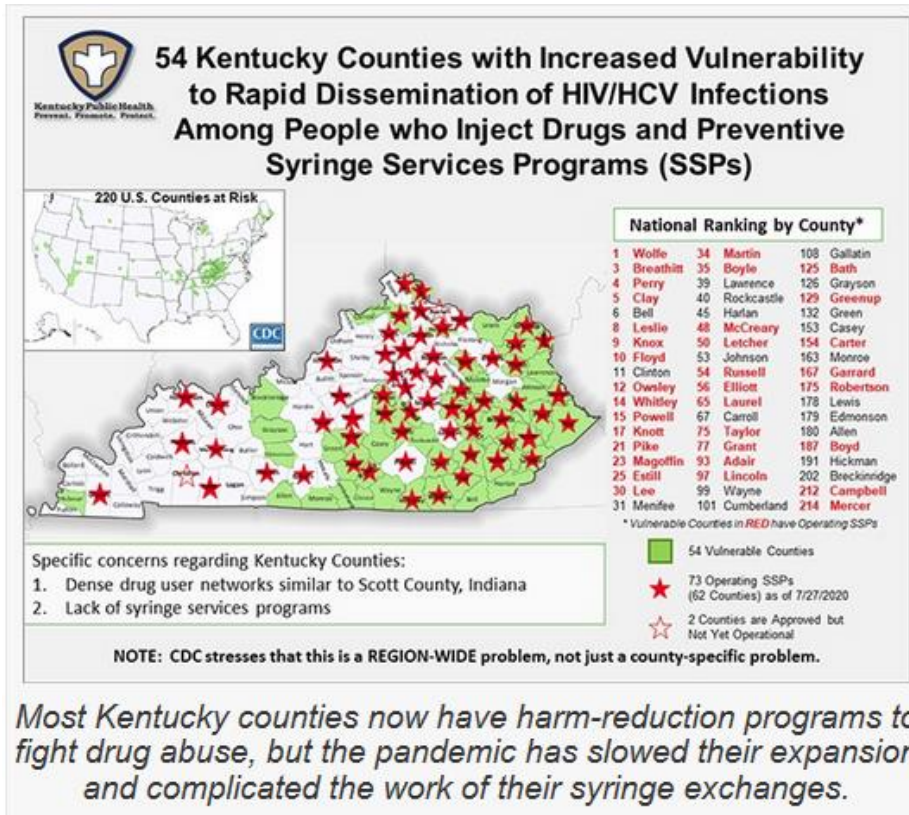 54 Kentucky Counties with Increased Vulnerability
to Rapid Dissemination of HIV/HCV Infections
Among People who Inject Drugs and Preventive
Syringe Services Programs (SSPs)
Kentucky Public Health
Prevent. Promote. Protect.
220 U.S. Counties at Risk
CDC
National Ranking by County*
1 Wolfe 34 Martin 108 Gallatin
3 Breathitt 35 Boyle 125 Bath
4 Perry 39 Lawrence 126 Grayson
5 Clay 40 Rockcastle 129 Greenup
6 Bell 45 Harlan 132 Green
8 Leslie 48 McCreary 153 Casey
9 Knox 50 Letcher 154 Carter
10 Floyd 53 Johnson 163 Monroe
11 Clinton 54 Russell 167 Garrard
12 Owsley 56 Elliott 175 Robertson
14 Whitley 65 Laurel 178 Lewis
15 Powell 67 Carroll 179 Edmonson
17 Knott 75 Taylor 180 Allen
21 Pike 77 Grant 187 Boyd
23 Magoffin 93 Adair 191 Hickman
25 Estill 97 Lincoln 202 Breckinridge
30 Lee 99 Wayne 212 Campbell
31 Menifee 101 Cumberland 214 Mercer
* Vulnerable Counties in RED have Operating SSPs
54 Vulnerable Counties
73 Operating SSPs
(62 Counties) as of 7/27/2020
2 Counties are Approved but
Not Yet Operational
Specific concerns regarding Kentucky Counties:
1. Dense drug user networks similar to Scott County, Indiana
2. Lack of syringe services programs
NOTE: CDC stresses that this is a REGION-WIDE problem, not just a county-specific problem.
Most Kentucky counties now have harm-reduction programs to
fight drug abuse, but the pandemic has slowed their expansion
and complicated the work of their syringe exchanges.